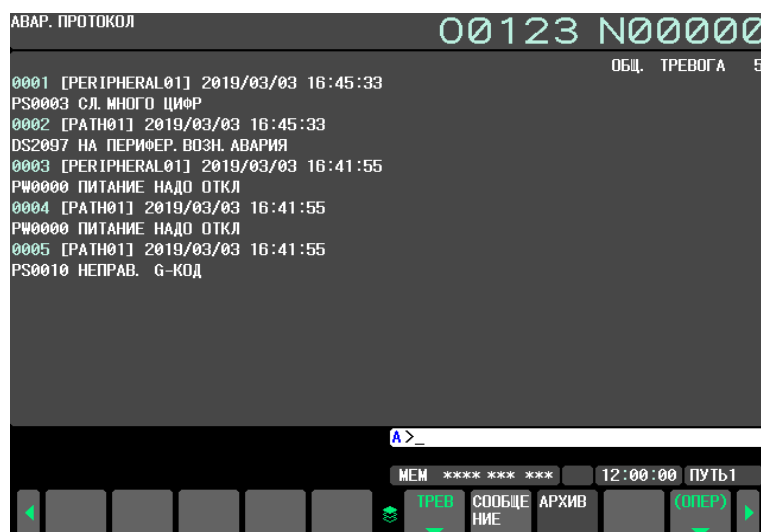 АВАР. ПРОТОКОЛ
O0123 N00000
ОБЩ. ТРЕВОГА 5
0001 [PERIPHERAL01] 2019/03/03 16:45:33
PS0003 СЛ.МНОГО ЦИФР
0002 [PATH01] 2019/03/03 16:45:33
DS2097 НА ПЕРИФЕР.ВОЗН.АВАРИЯ
0003 [PERIPHERAL01] 2019/03/03 16:41:55
PW0000 ПИТАНИЕ НАДО ОТКЛ
0004 [PATH01] 2019/03/03 16:41:55
PW0000 ПИТАНИЕ НАДО ОТКЛ
0005 [PATH01] 2019/03/03 16:41:55
PS0010 НЕПРАВ. G-КОД
A >_
MEM **** *** *** 12:00:00 ПУТЬ1
ТРЕВ СООБЩЕ АРХИВ (ОПЕР)
НИЕ